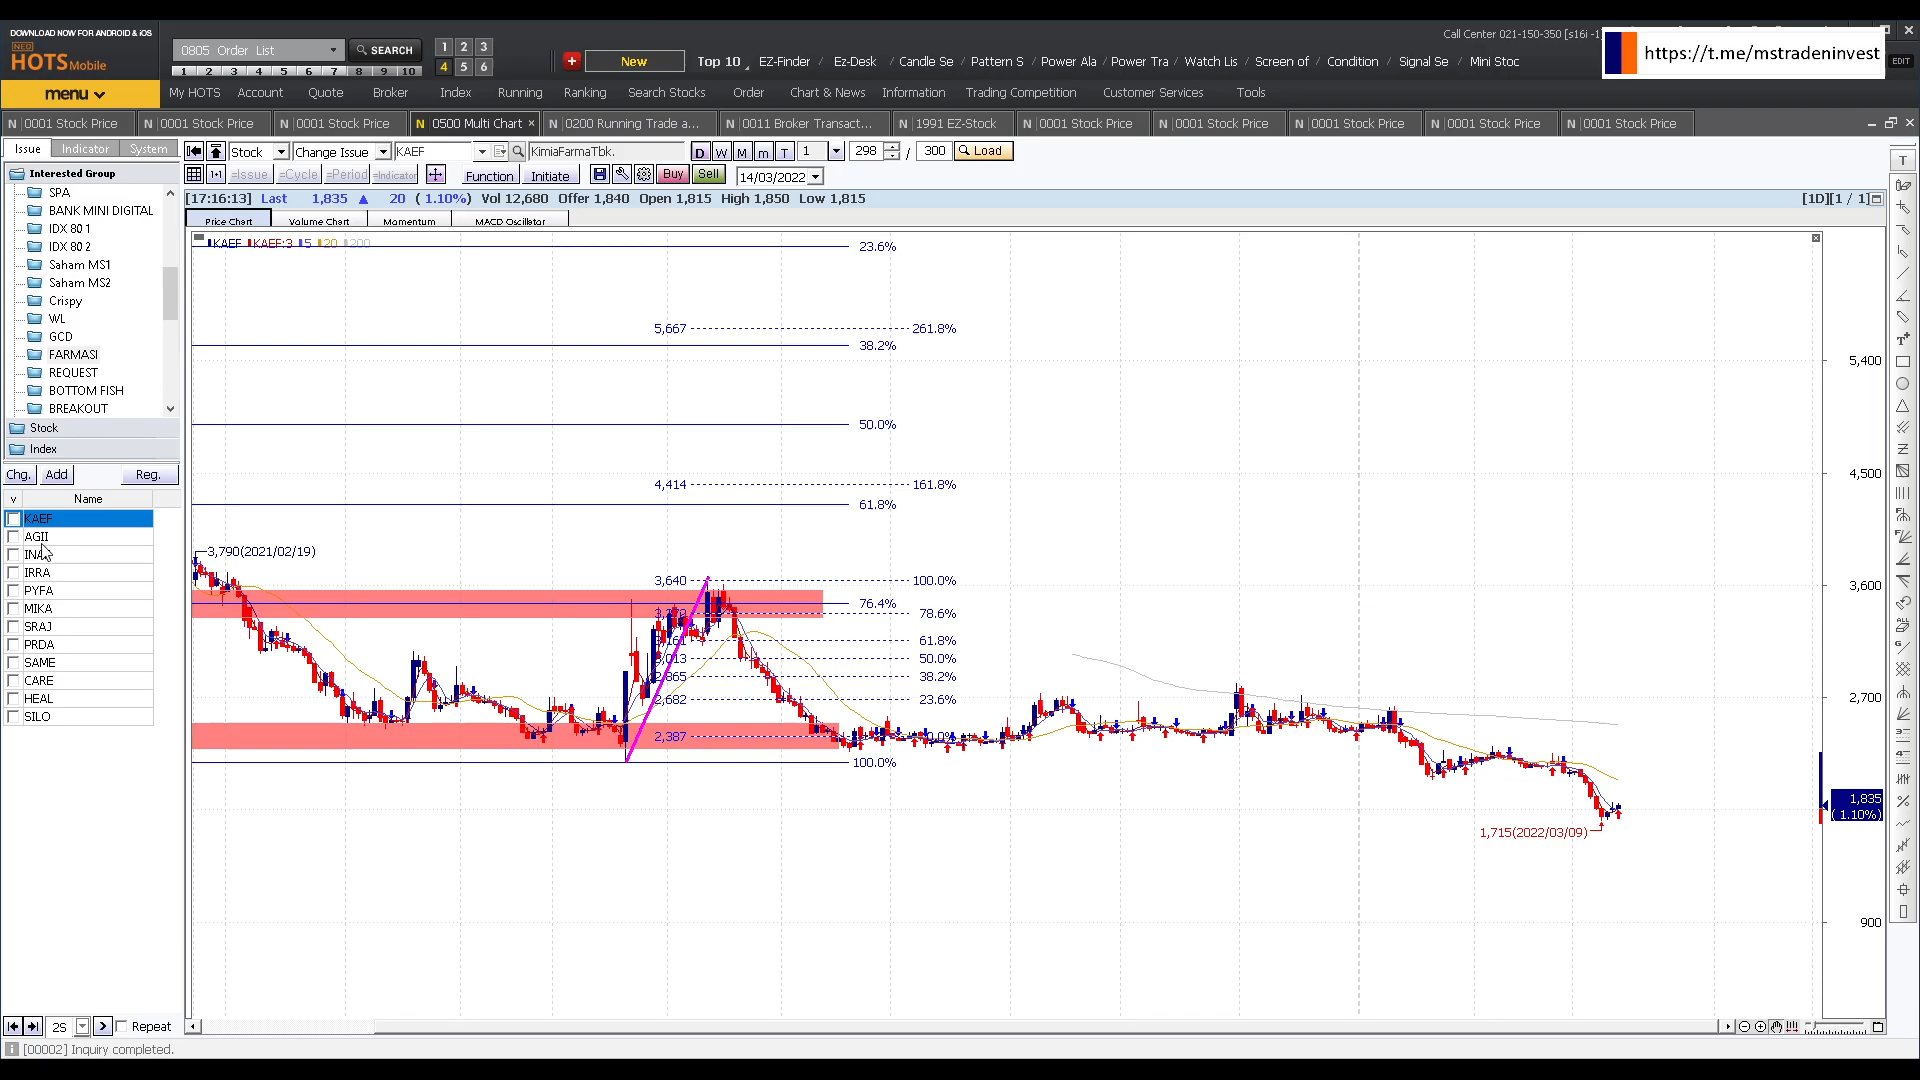 DOWNLOAD NOW FOR ANDROID & iOS
NEO
HOTS Mobile
0805 Order List
SEARCH
1 2 3
4 5 6
1 2 3 4 5 6 7 8 9 10
New
Top 10
EZ-Finder / Ez-Desk / Candle Se / Pattern S / Power Ala / Power Tra / Watch Lis / Screen of / Condition / Signal Se / Mini Stoc
Call Center 021-150-350 [s16i -1
https://t.me/mstradeninvest
EDIT
menu
My HOTS Account Quote Broker Index Running Ranking Search Stocks Order Chart & News Information Trading Competition Customer Services Tools
N 0001 Stock Price N 0001 Stock Price N 0001 Stock Price N 0500 Multi Chart × N 0200 Running Trade a... N 0011 Broker Transact... N 1991 EZ-Stock N 0001 Stock Price N 0001 Stock Price N 0001 Stock Price N 0001 Stock Price N 0001 Stock Price
Issue Indicator System
Stock Change Issue KAEF KimiaFarmaTbk. D W M m T 1 298 / 300 Load
=Issue =Cycle =Period =Indicator Function Initiate Buy Sell 14/03/2022
[17:16:13] Last 1,835 ▲ 20 ( 1.10%) Vol 12,680 Offer 1,840 Open 1,815 High 1,850 Low 1,815
[1D][1 / 1]
Price Chart Volume Chart Momentum MACD Oscillator
Interested Group
SPA
BANK MINI DIGITAL
IDX 80 1
IDX 80 2
Saham MS1
Saham MS2
Crispy
WL
GCD
FARMASI
REQUEST
BOTTOM FISH
BREAKOUT
Stock
Index
Chg. Add Reg.
v Name
KAEF
AGII
IRRA
PYFA
MIKA
SRAJ
PRDA
SAME
CARE
HEAL
SILO
2S Repeat
[00002] Inquiry completed.
KAEF KAEF:3 5 20 200
23.6%
5,667 261.8%
38.2%
50.0%
4,414 161.8%
61.8%
3,790(2021/02/19)
3,640 100.0%
76.4%
78.6%
61.8%
50.0%
38.2%
2,682 23.6%
2,387
100.0%
1,715(2022/03/09)
5,400
4,500
3,600
2,700
1,835
( 1.10%)
900